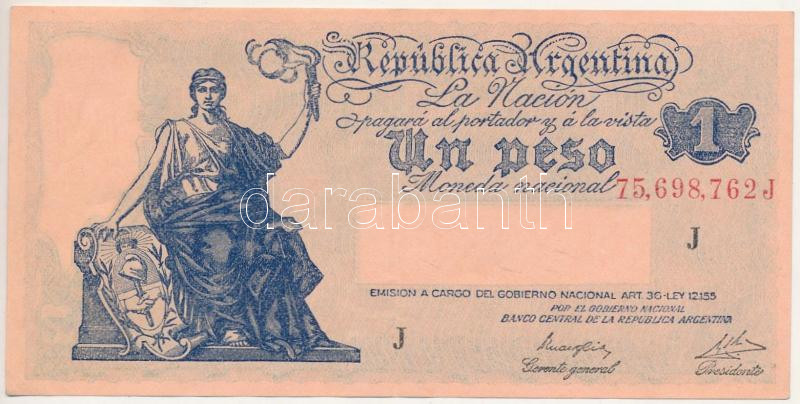 República Argentina
La Nación
pagará al portador y á la vista
Un peso
1
Moneda nacional
75,698,762 J
darabanth
J
EMISION A CARGO DEL GOBIERNO NACIONAL ART. 36-LEY 12.155
POR EL GOBIERNO NACIONAL
BANCO CENTRAL DE LA REPUBLICA ARGENTINA
J
Gerente general
Presidente